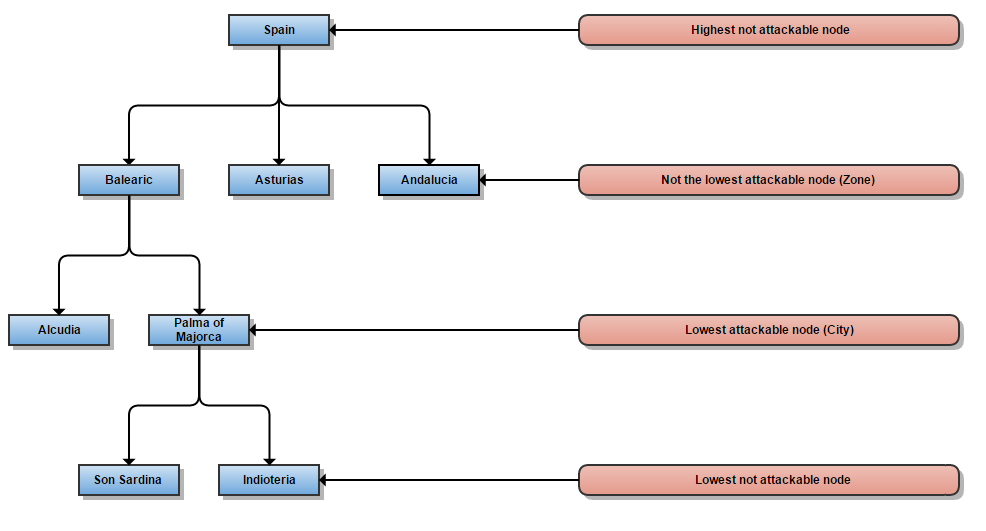 Spain
Highest not attackable node
Balearic
Asturias
Andalucia
Not the lowest attackable node (Zone)
Alcudia
Palma of
Majorca
Lowest attackable node (City)
Son Sardina
Indioteria
Lowest not attackable node